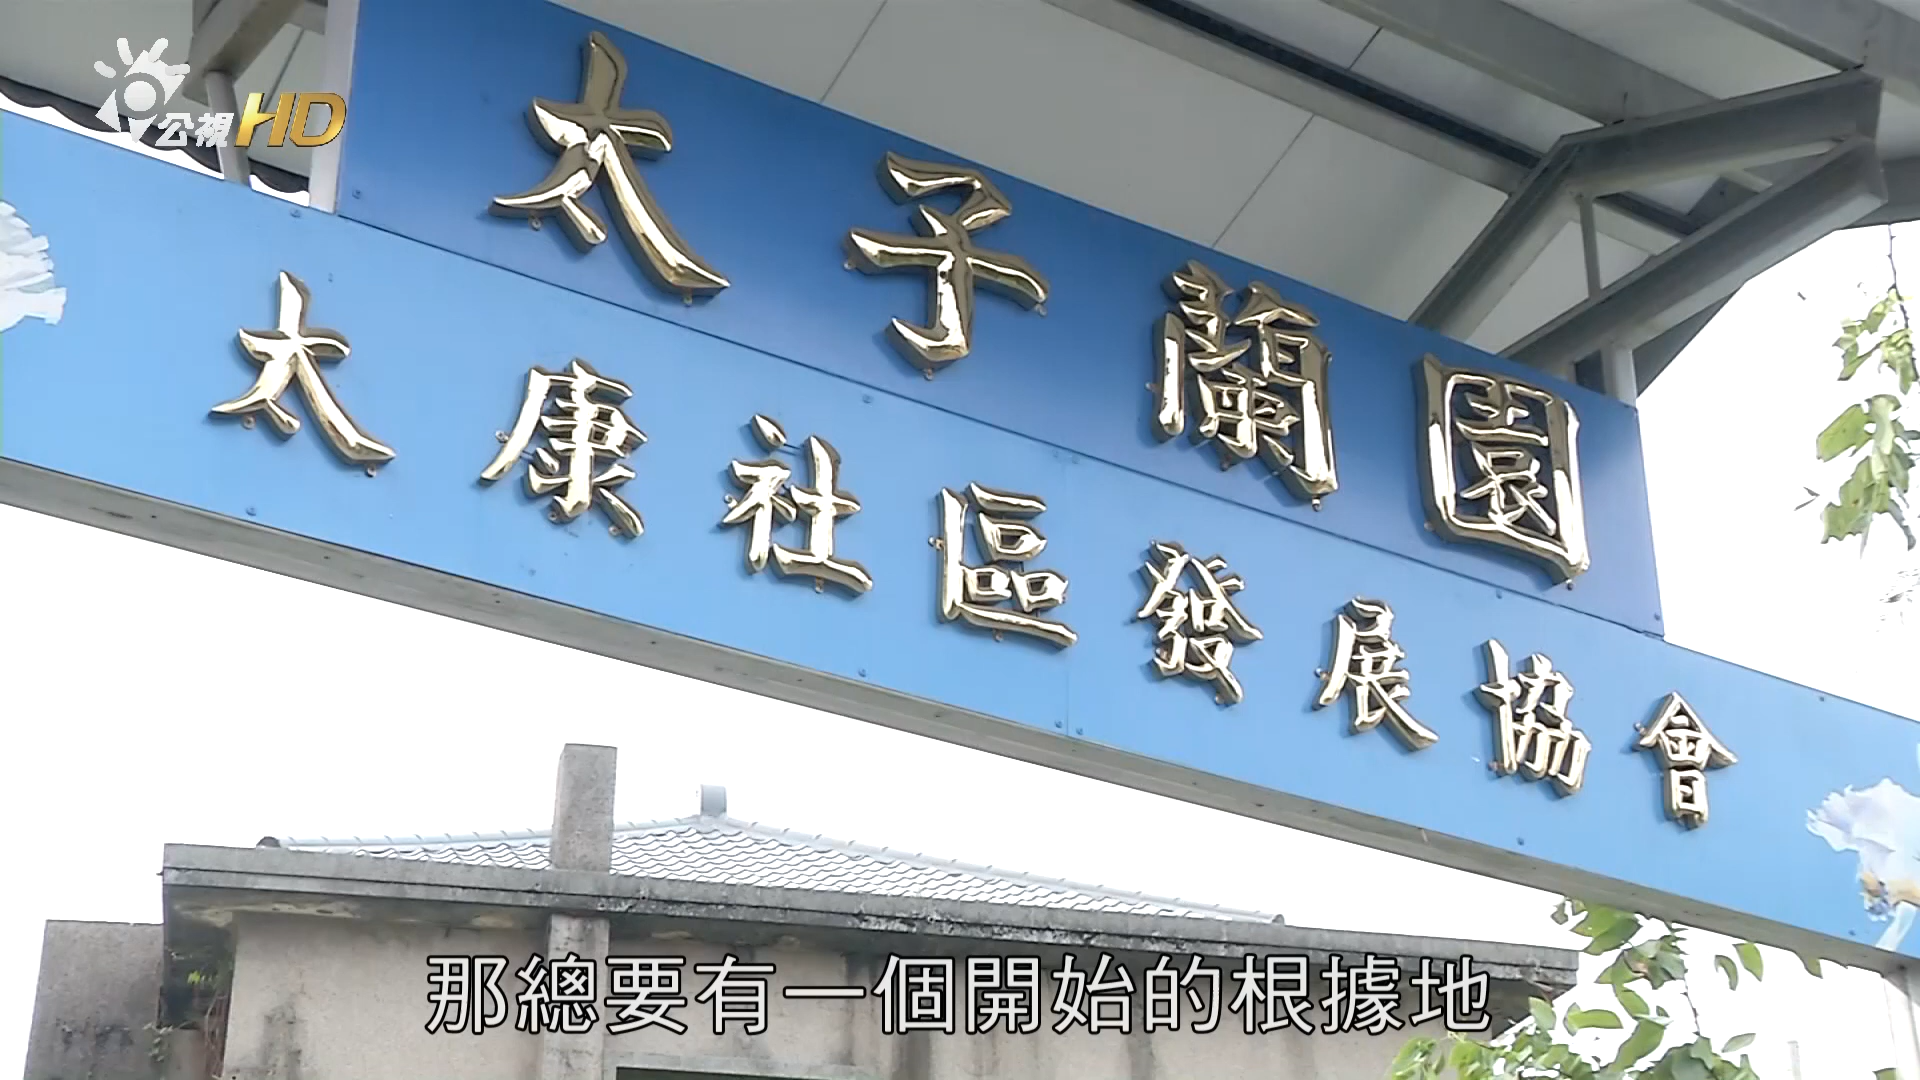 公視HD
太子蘭園
太康社區發展協會
那總要有一個開始的根據地